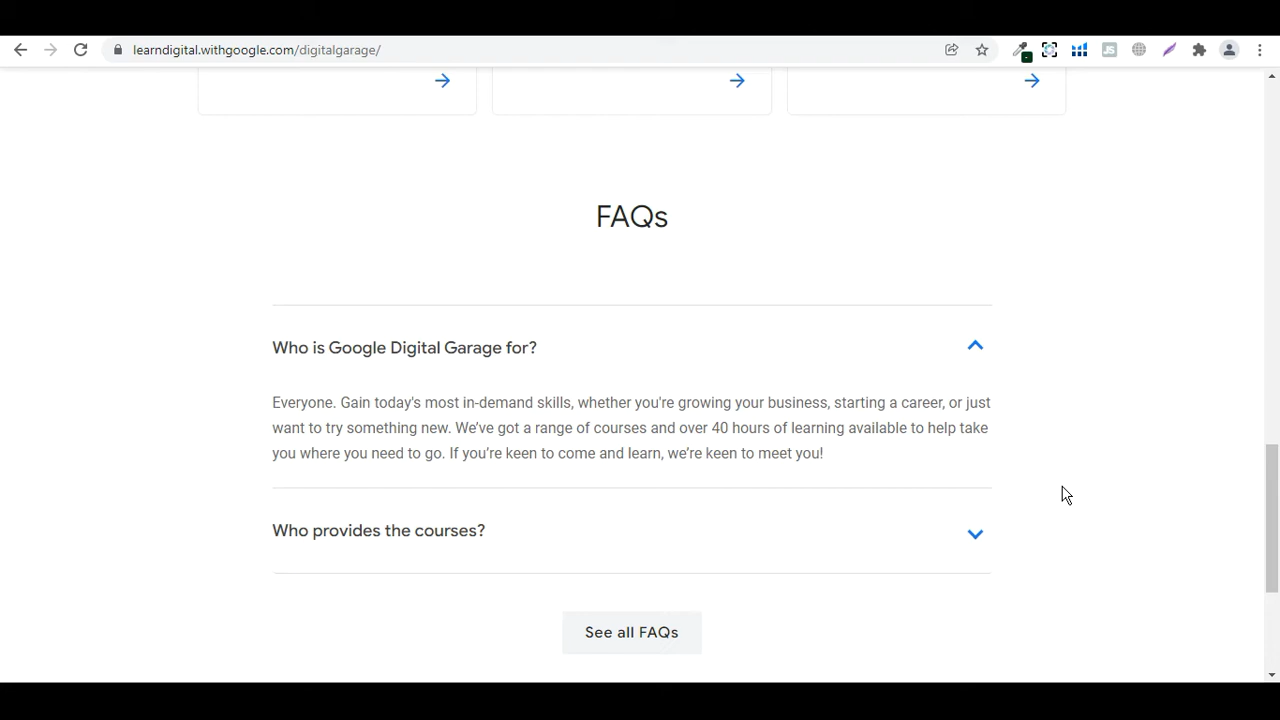 learndigital.withgoogle.com/digitalgarage/
JS
FAQs
Who is Google Digital Garage for?
Everyone. Gain today's most in-demand skills, whether you're growing your business, starting a career, or just
want to try something new. We’ve got a range of courses and over 40 hours of learning available to help take
you where you need to go. If you’re keen to come and learn, we’re keen to meet you!
Who provides the courses?
See all FAQs